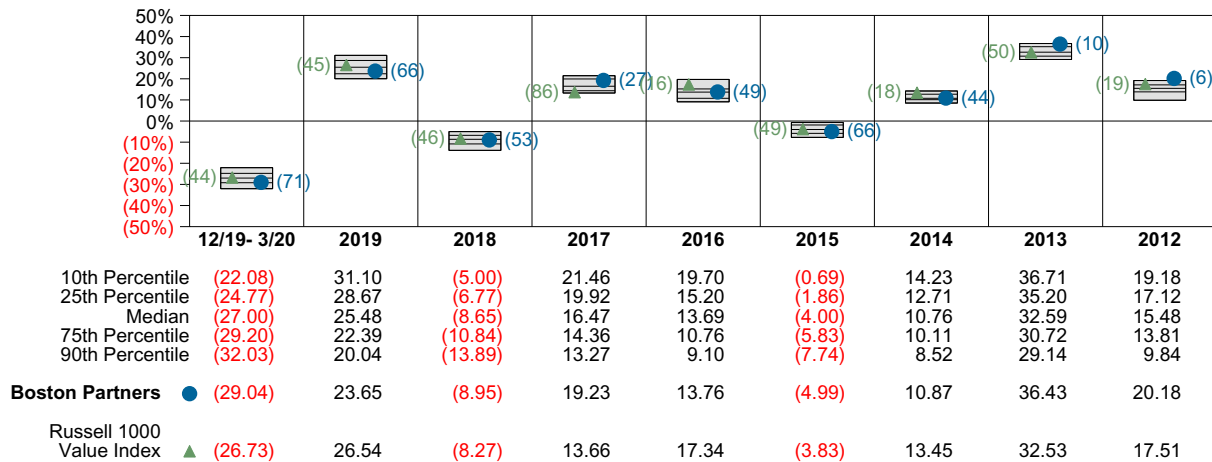 50%
40%
30%
20%
10%
0%
(10%)
(20%)
(30%)
(40%)
(50%)
(44) (71)
(45) (66)
(46) (53)
(86) (27)
(16) (49)
(49) (66)
(18) (44)
(50) (10)
(19) (6)
12/19- 3/20 2019 2018 2017 2016 2015 2014 2013 2012
10th Percentile (22.08) 31.10 (5.00) 21.46 19.70 (0.69) 14.23 36.71 19.18
25th Percentile (24.77) 28.67 (6.77) 19.92 15.20 (1.86) 12.71 35.20 17.12
Median (27.00) 25.48 (8.65) 16.47 13.69 (4.00) 10.76 32.59 15.48
75th Percentile (29.20) 22.39 (10.84) 14.36 10.76 (5.83) 10.11 30.72 13.81
90th Percentile (32.03) 20.04 (13.89) 13.27 9.10 (7.74) 8.52 29.14 9.84
Boston Partners (29.04) 23.65 (8.95) 19.23 13.76 (4.99) 10.87 36.43 20.18
Russell 1000
Value Index (26.73) 26.54 (8.27) 13.66 17.34 (3.83) 13.45 32.53 17.51